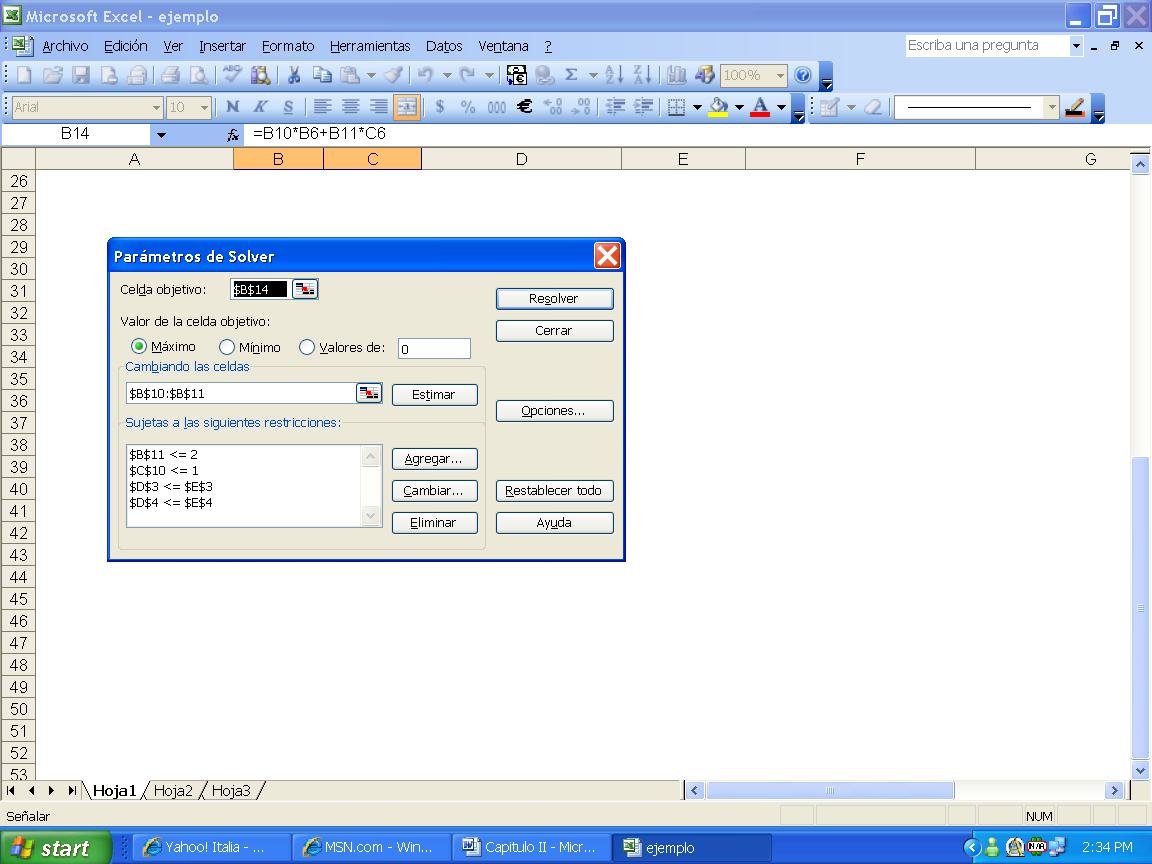 Microsoft Excel - ejemplo
Archivo Edición Ver Insertar Formato Herramientas Datos Ventana ? Escriba una pregunta
100%
Arial 10 N K S $ % 000 €
B14 fx =B10*B6+B11*C6
A B C D E F G
26
27
28
29
30
31
32
33
34
35
36
37
38
39
40
41
42
43
44
45
46
47
48
49
50
51
52
53
Parámetros de Solver
Celda objetivo: $B$14
Resolver
Valor de la celda objetivo:
Cerrar
Máximo Mínimo Valores de: 0
Cambiando las celdas
$B$10:$B$11 Estimar
Opciones...
Sujetas a las siguientes restricciones:
$B$11 <= 2
$C$10 <= 1
$D$3 <= $E$3
$D$4 <= $E$4
Agregar...
Cambiar... Restablecer todo
Eliminar Ayuda
Hoja1 Hoja2 Hoja3
Señalar NUM
start Yahoo! Italia - ... MSN.com - Win... Capitulo II - Micr... ejemplo N/A 2:34 PM